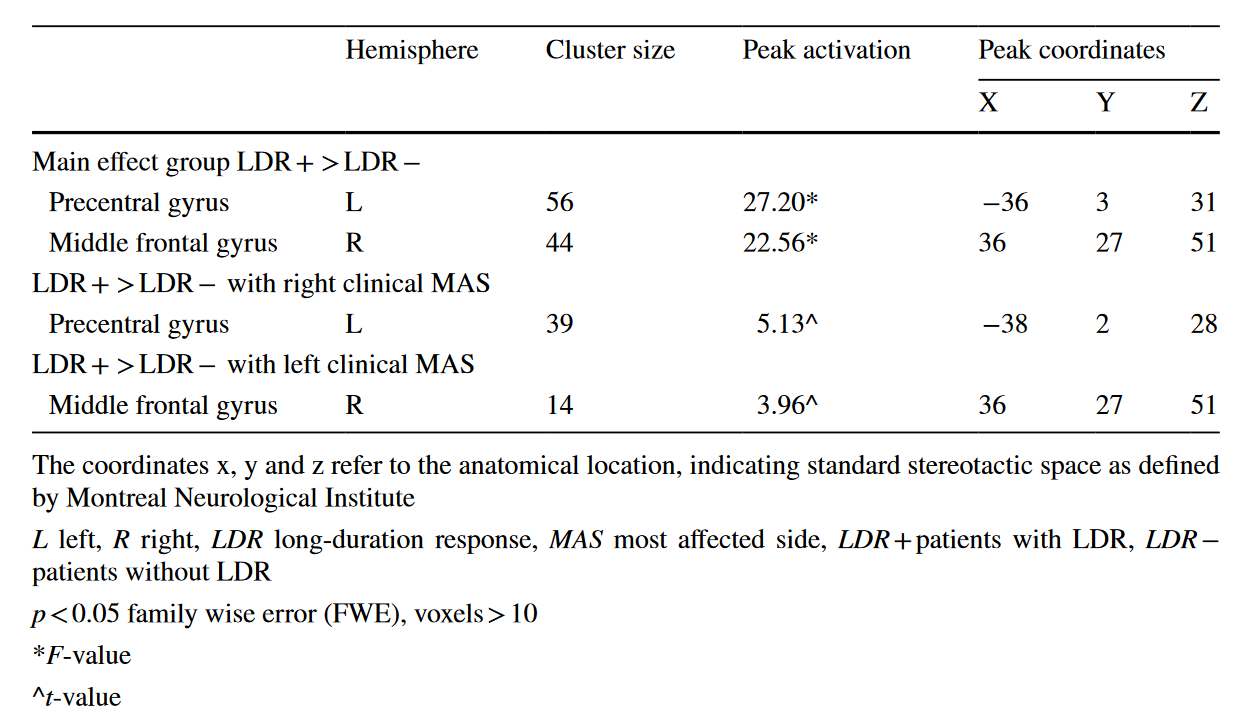 Hemisphere Cluster size Peak activation Peak coordinates
X Y Z
Main effect group LDR+>LDR−
Precentral gyrus L 56 27.20* −36 3 31
Middle frontal gyrus R 44 22.56* 36 27 51
LDR+>LDR− with right clinical MAS
Precentral gyrus L 39 5.13^ −38 2 28
LDR+>LDR− with left clinical MAS
Middle frontal gyrus R 14 3.96^ 36 27 51
The coordinates x, y and z refer to the anatomical location, indicating standard stereotactic space as defined
by Montreal Neurological Institute
L left, R right, LDR long-duration response, MAS most affected side, LDR+patients with LDR, LDR−
patients without LDR
p<0.05 family wise error (FWE), voxels>10
*F-value
^t-value